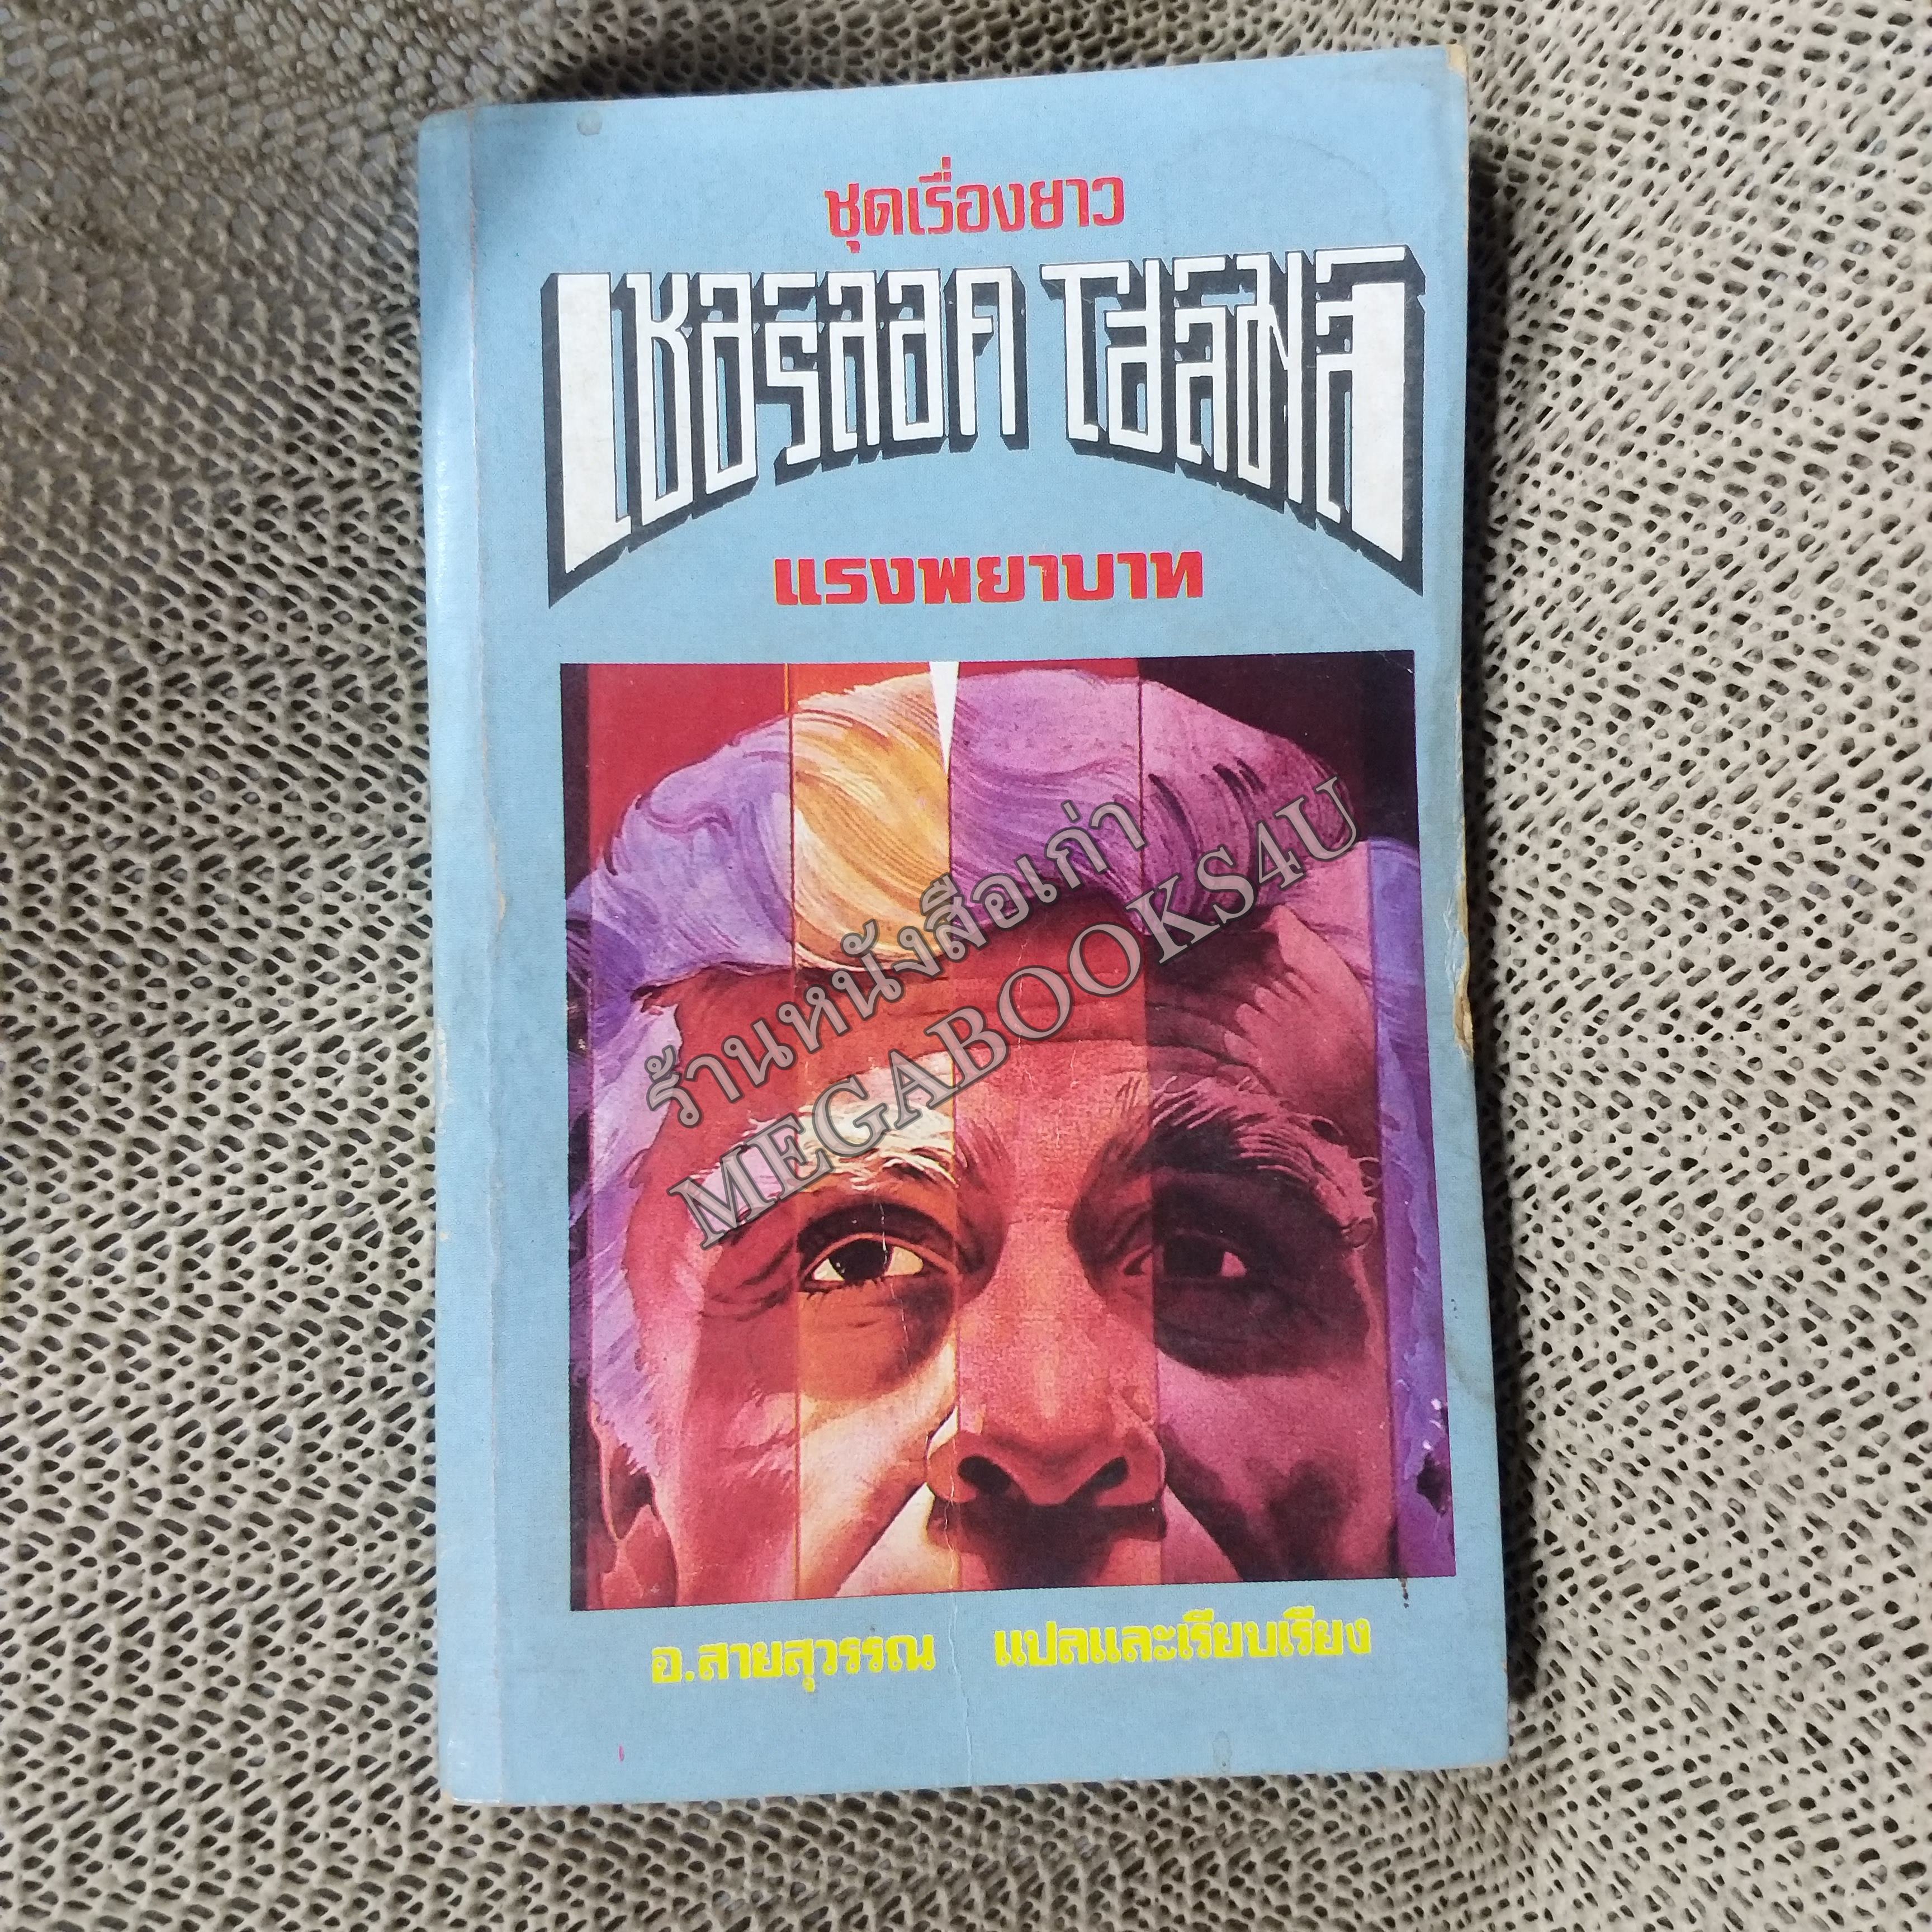 ชุดเรื่องยาว
เชอร์ลอค โฮล์มส์
แรงพยาบาท
ร้านหนังสือเก่า
MEGABOOKS4U
อ.สายสุวรรณ แปลและเรียบเรียง